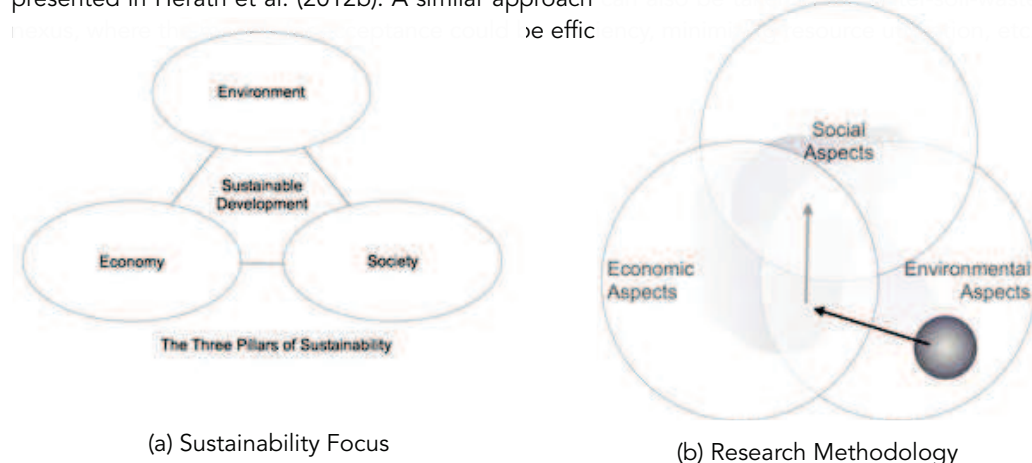 presented in Herath et al. (2012b). A similar approach
be effic
Environment
Sustainable
Development
Economy
Society
The Three Pillars of Sustainability
(a) Sustainability Focus
Social
Aspects
Economic
Aspects
Environmental
Aspects
(b) Research Methodology